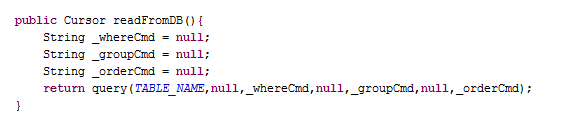 public Cursor readFromDB(){
String _whereCmd = null;
String _groupCmd = null;
String _orderCmd = null;
return query(TABLE_NAME,null,_whereCmd,null,_groupCmd,null,_orderCmd);
}